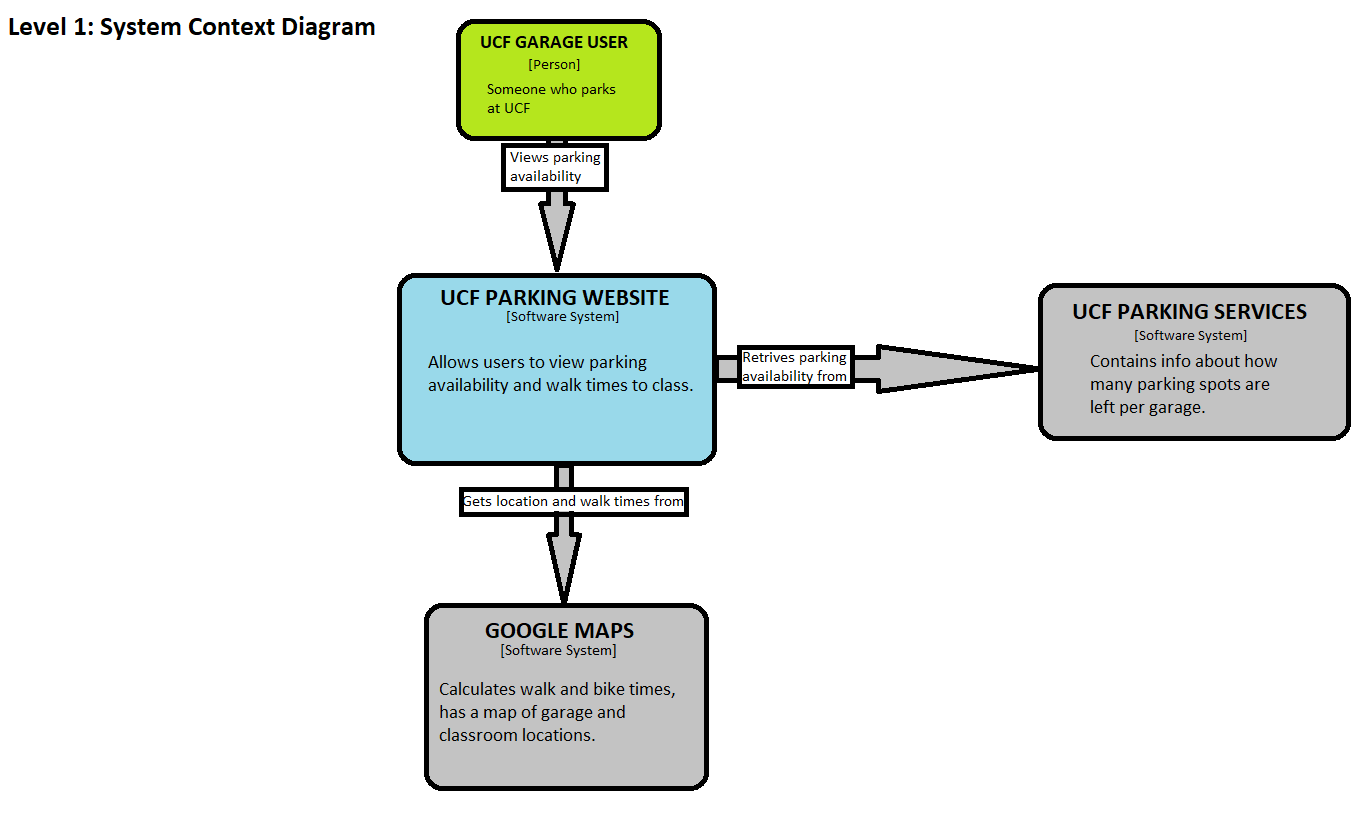 Level 1: System Context Diagram
UCF GARAGE USER
[Person]
Someone who parks
at UCF
Views parking
availability
UCF PARKING WEBSITE
[Software System]
Allows users to view parking
availability and walk times to class.
Retrives parking
availability from
UCF PARKING SERVICES
[Software System]
Contains info about how
many parking spots are
left per garage.
Gets location and walk times from
GOOGLE MAPS
[Software System]
Calculates walk and bike times,
has a map of garage and
classroom locations.